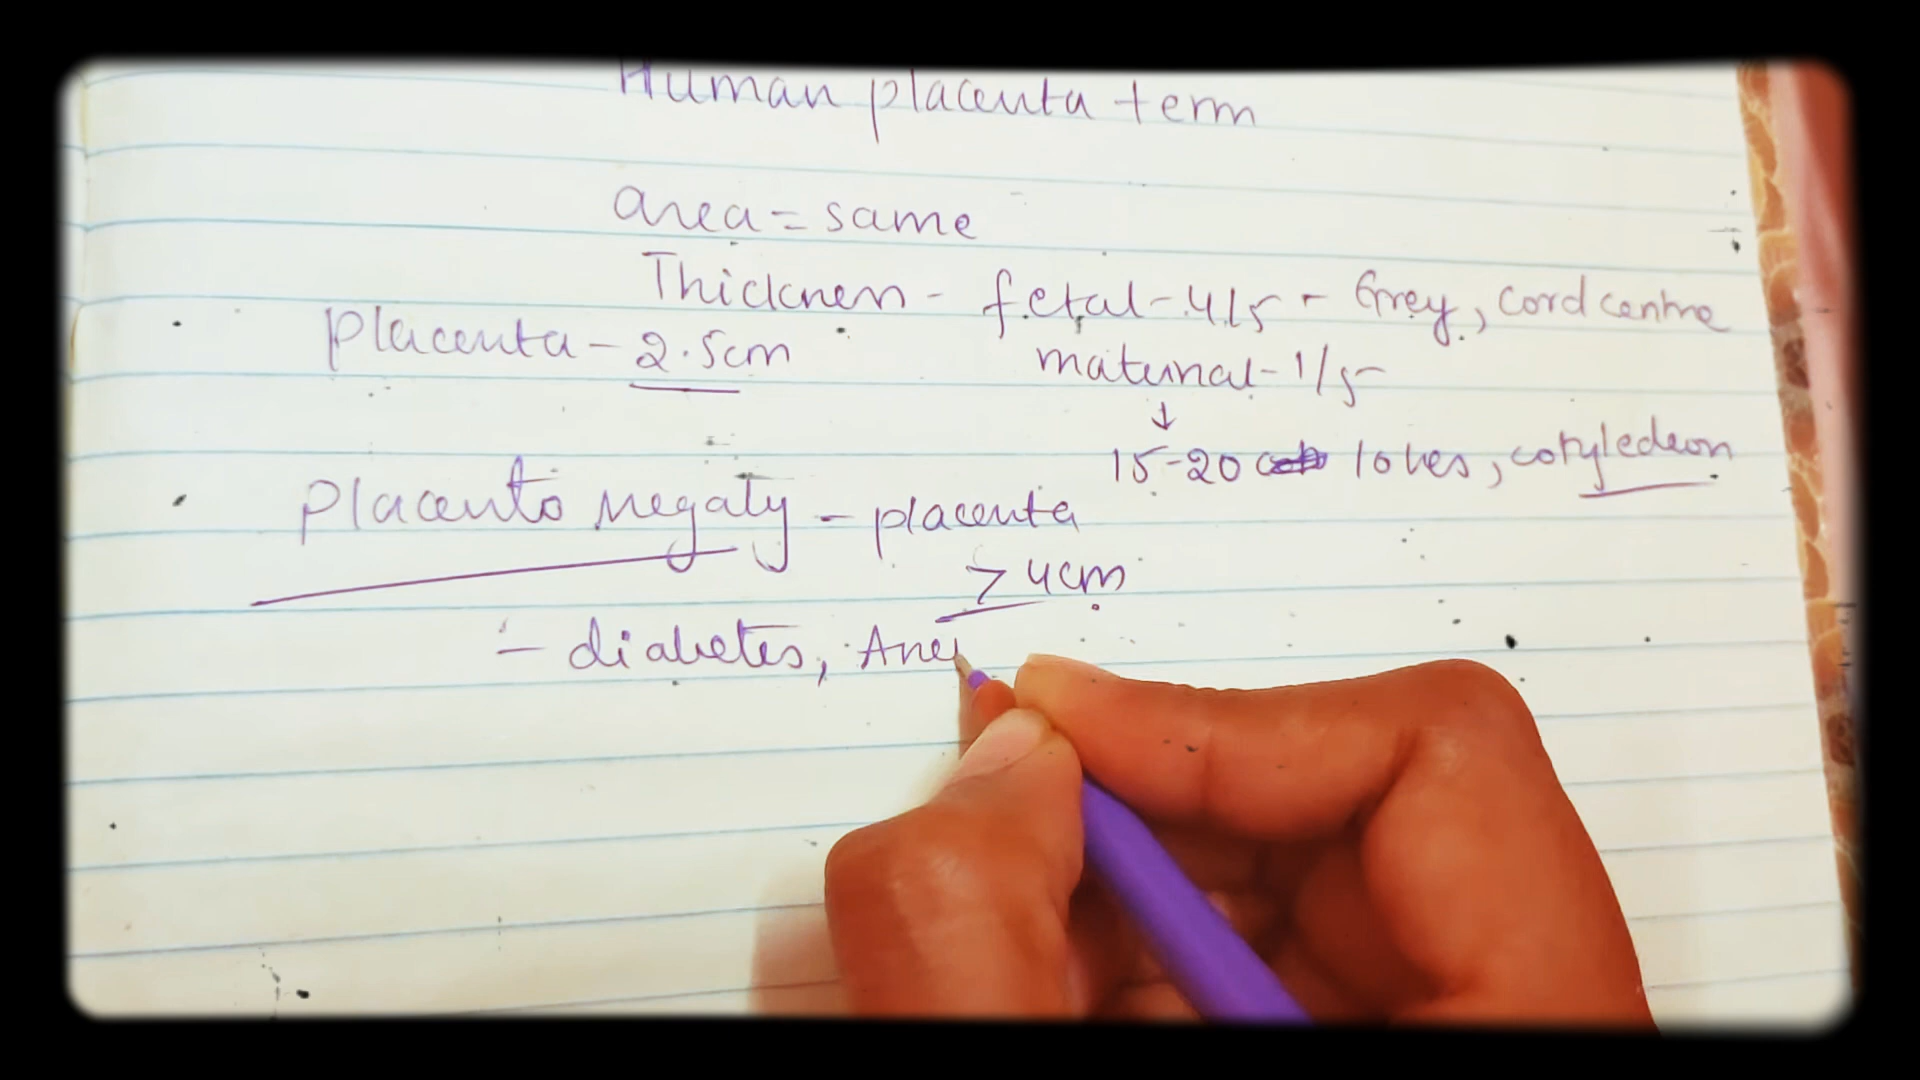 Human placenta term
area = same
Thickness - fetal - 4/5 - Grey, cord centre
Placenta - 2.5cm
maternal - 1/5
↓
15-20 lobes, cotyledeon
Placento megaly - placenta
> 4cm
- diabetes, Ane